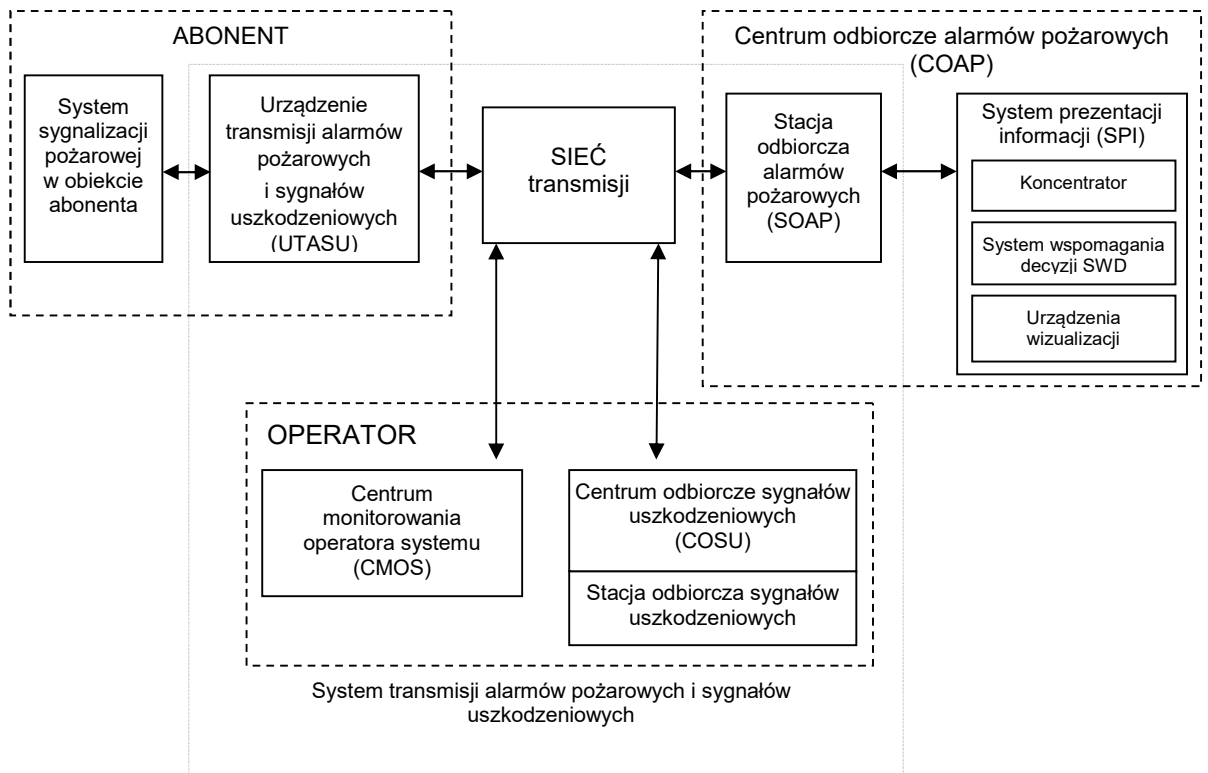 ABONENT
System
sygnalizacji
pożarowej
w obiekcie
abonenta
Urządzenie
transmisji alarmów
pożarowych
i sygnałów
uszkodzeniowych
(UTASU)
SIEĆ
transmisji
Centrum odbiorcze alarmów pożarowych
(COAP)
Stacja
odbiorcza
alarmów
pożarowych
(SOAP)
System prezentacji
informacji (SPI)
Koncentrator
System wspomagania
decyzji SWD
Urządzenia
wizualizacji
OPERATOR
Centrum
monitorowania
operatora systemu
(CMOS)
Centrum odbiorcze sygnałów
uszkodzeniowych
(COSU)
Stacja odbiorcza sygnałów
uszkodzeniowych
System transmisji alarmów pożarowych i sygnałów
uszkodzeniowych